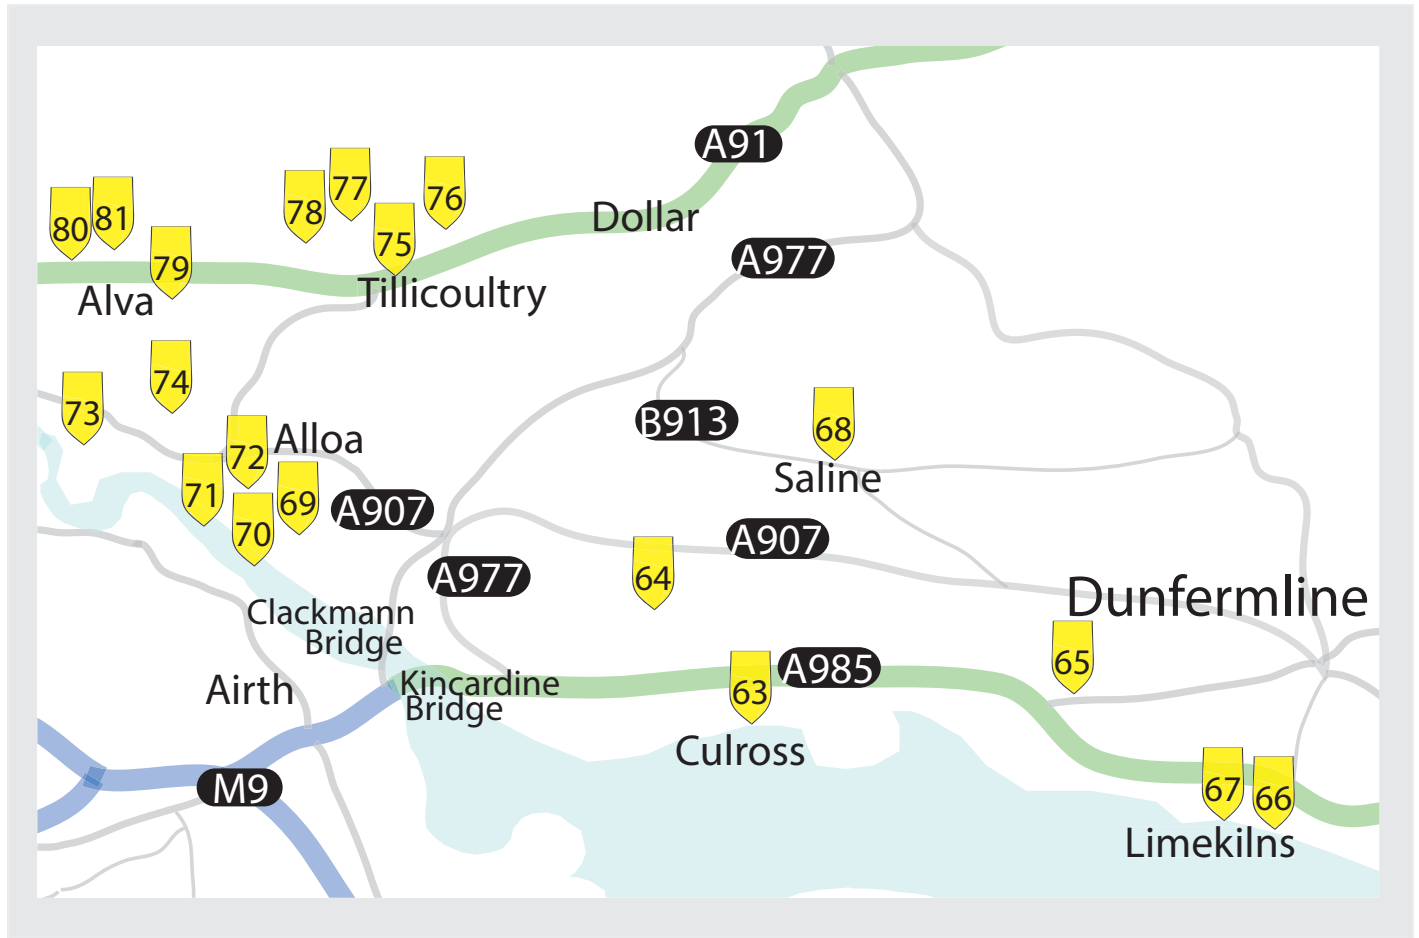 A91
77
76
78
81
80
75
Dollar
79
A977
Tillicoultry
Alva
74
73
B913
68
72
Alloa
Saline
71
69
A907
70
A907
64
A977
Dunfermline
Clackmann
Bridge
65
A985
63
Airth
Kincardine
Bridge
Culross
M9
67
66
Limekilns